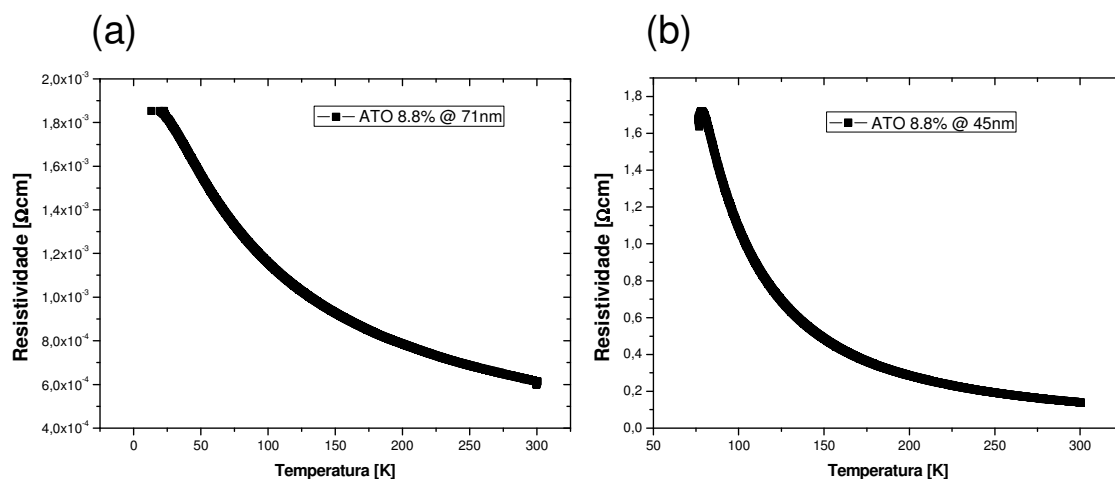 (a)
2,0x10⁻³
1,8x10⁻³
1,6x10⁻³
1,4x10⁻³
1,2x10⁻³
1,0x10⁻³
8,0x10⁻⁴
6,0x10⁻⁴
4,0x10⁻⁴
Resistividade [Ωcm]
ATO 8.8% @ 71nm
0 50 100 150 200 250 300
Temperatura [K]
(b)
1,8
1,6
1,4
1,2
1,0
0,8
0,6
0,4
0,2
0,0
Resistividade [Ωcm]
ATO 8.8% @ 45nm
50 100 150 200 250 300
Temperatura [K]